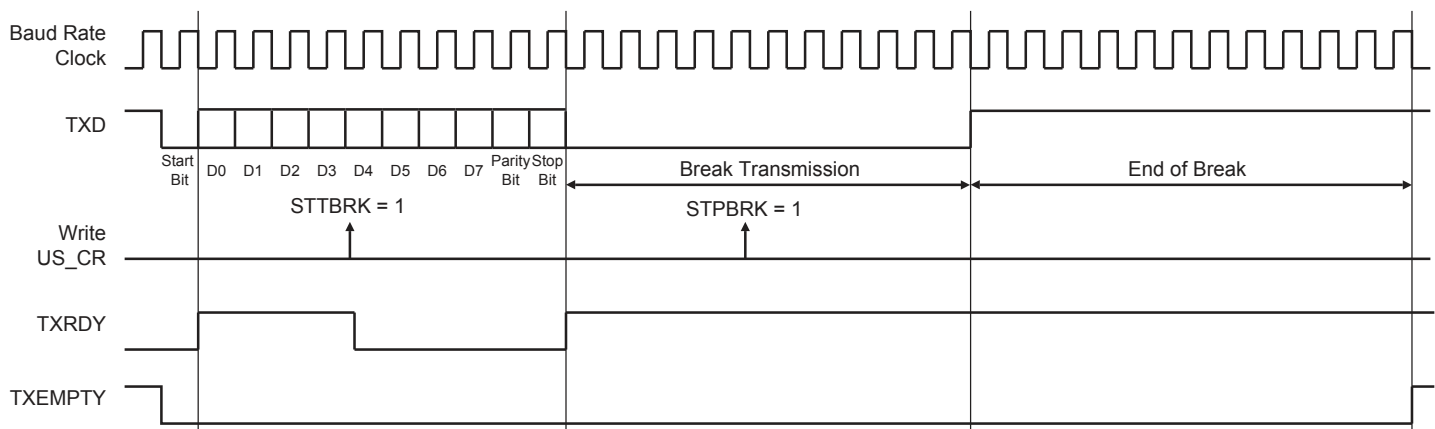 Baud Rate
Clock
TXD
Start
Bit
D0 D1 D2 D3 D4 D5 D6 D7
Parity
Bit
Stop
Bit
Break Transmission
End of Break
STTBRK = 1
STPBRK = 1
Write
US_CR
TXRDY
TXEMPTY